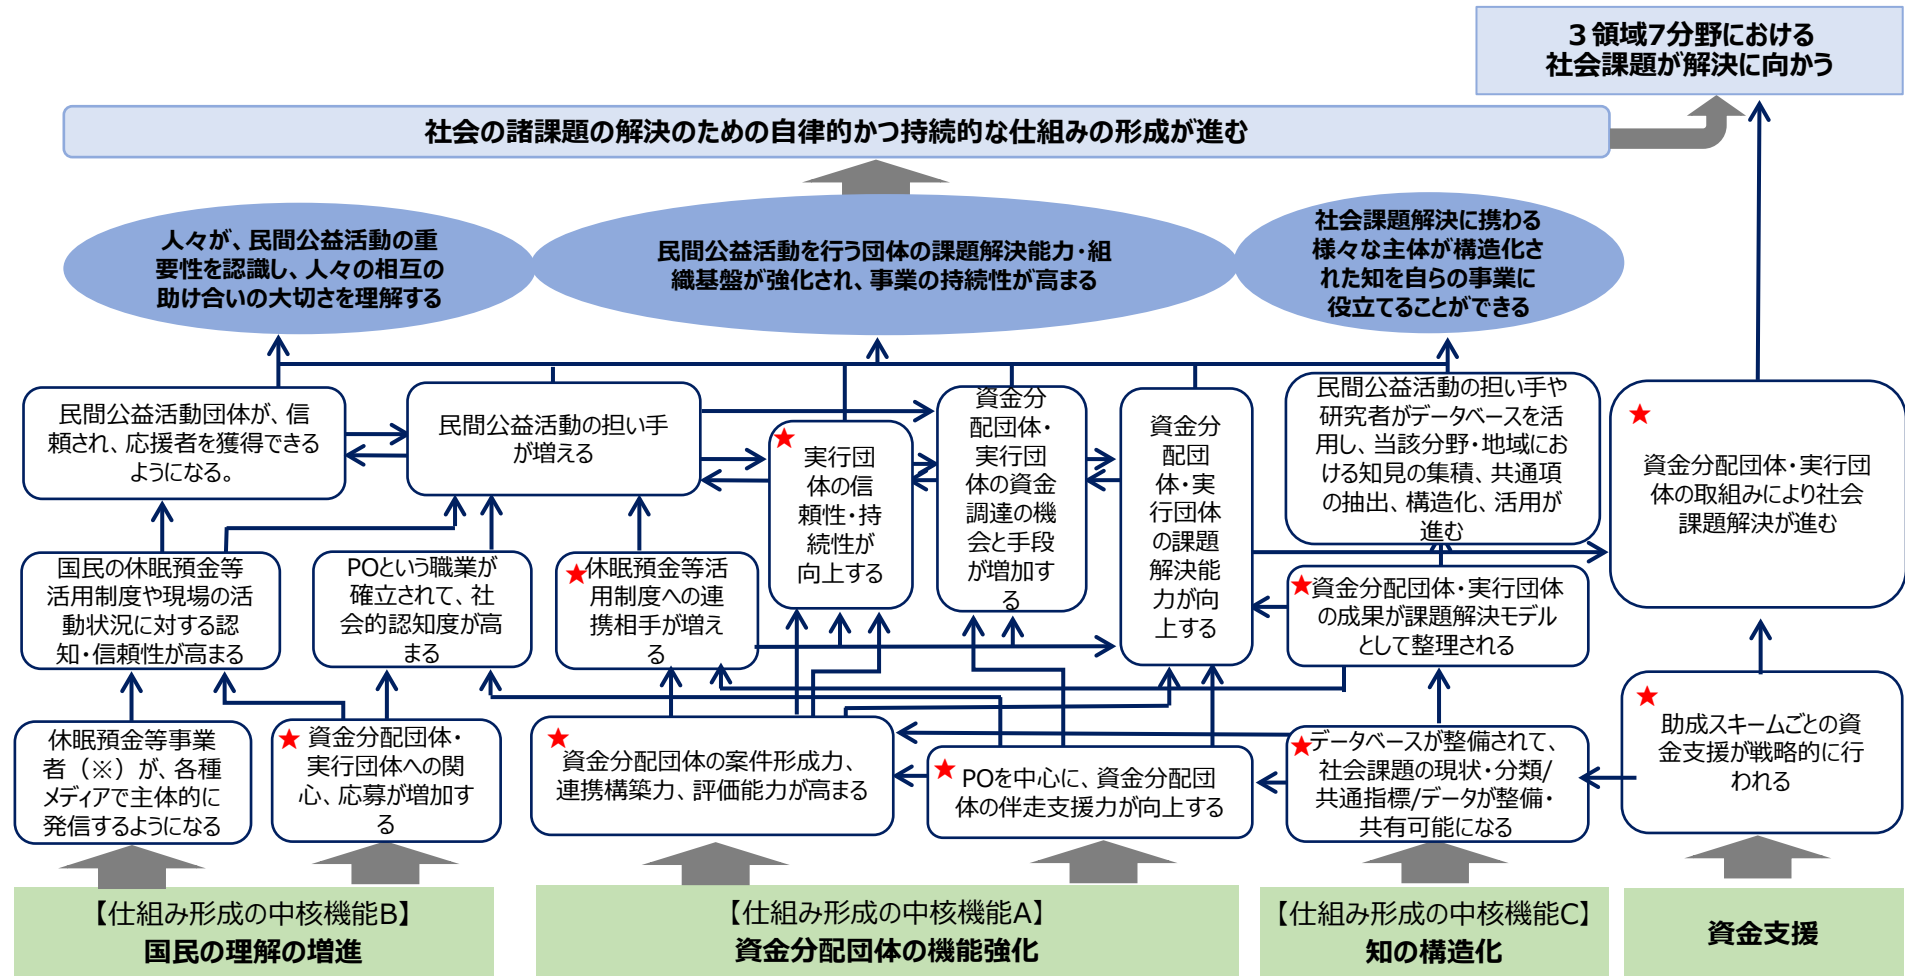 3領域7分野における
社会課題が解決に向かう
社会の諸課題の解決のための自律的かつ持続的な仕組みの形成が進む
人々が、民間公益活動の重
要性を認識し、人々の相互の
助け合いの大切さを理解する
民間公益活動を行う団体の課題解決能力・組
織基盤が強化され、事業の持続性が高まる
社会課題解決に携わる
様々な主体が構造化さ
れた知を自らの事業に
役立てることができる
民間公益活動団体が、信
頼され、応援者を獲得できる
ようになる。
民間公益活動の担い手
が増える
★
実行団
体の信
頼性・持
続性が
向上する
資金分
配団体・
実行団
体の資金
調達の機
会と手段
が増加す
る
資金分
配団
体・実
行団体
の課題
解決能
力が向
上する
民間公益活動の担い手や
研究者がデータベースを活
用し、当該分野・地域にお
ける知見の集積、共通項
の抽出、構造化、活用が
進む
★
資金分配団体・実行団
体の取組みにより社会
課題解決が進む
国民の休眠預金等
活用制度や現場の活
動状況に対する認
知・信頼性が高まる
POという職業が
確立されて、社
会的認知度が高
まる
★休眠預金等活
用制度への連
携相手が増え
る
★資金分配団体・実行団体
の成果が課題解決モデル
として整理される
休眠預金等事業
者（※）が、各種
メディアで主体的に
発信するようになる
★ 資金分配団体・
実行団体への関
心、応募が増加す
る
★
資金分配団体の案件形成力、
連携構築力、評価能力が高まる
★ POを中心に、資金分配団
体の伴走支援力が向上する
★データベースが整備されて、
社会課題の現状・分類/
共通指標/データが整備・
共有可能になる
★
助成スキームごとの資
金支援が戦略的に行
われる
【仕組み形成の中核機能B】
国民の理解の増進
【仕組み形成の中核機能A】
資金分配団体の機能強化
【仕組み形成の中核機能C】
知の構造化
資金支援